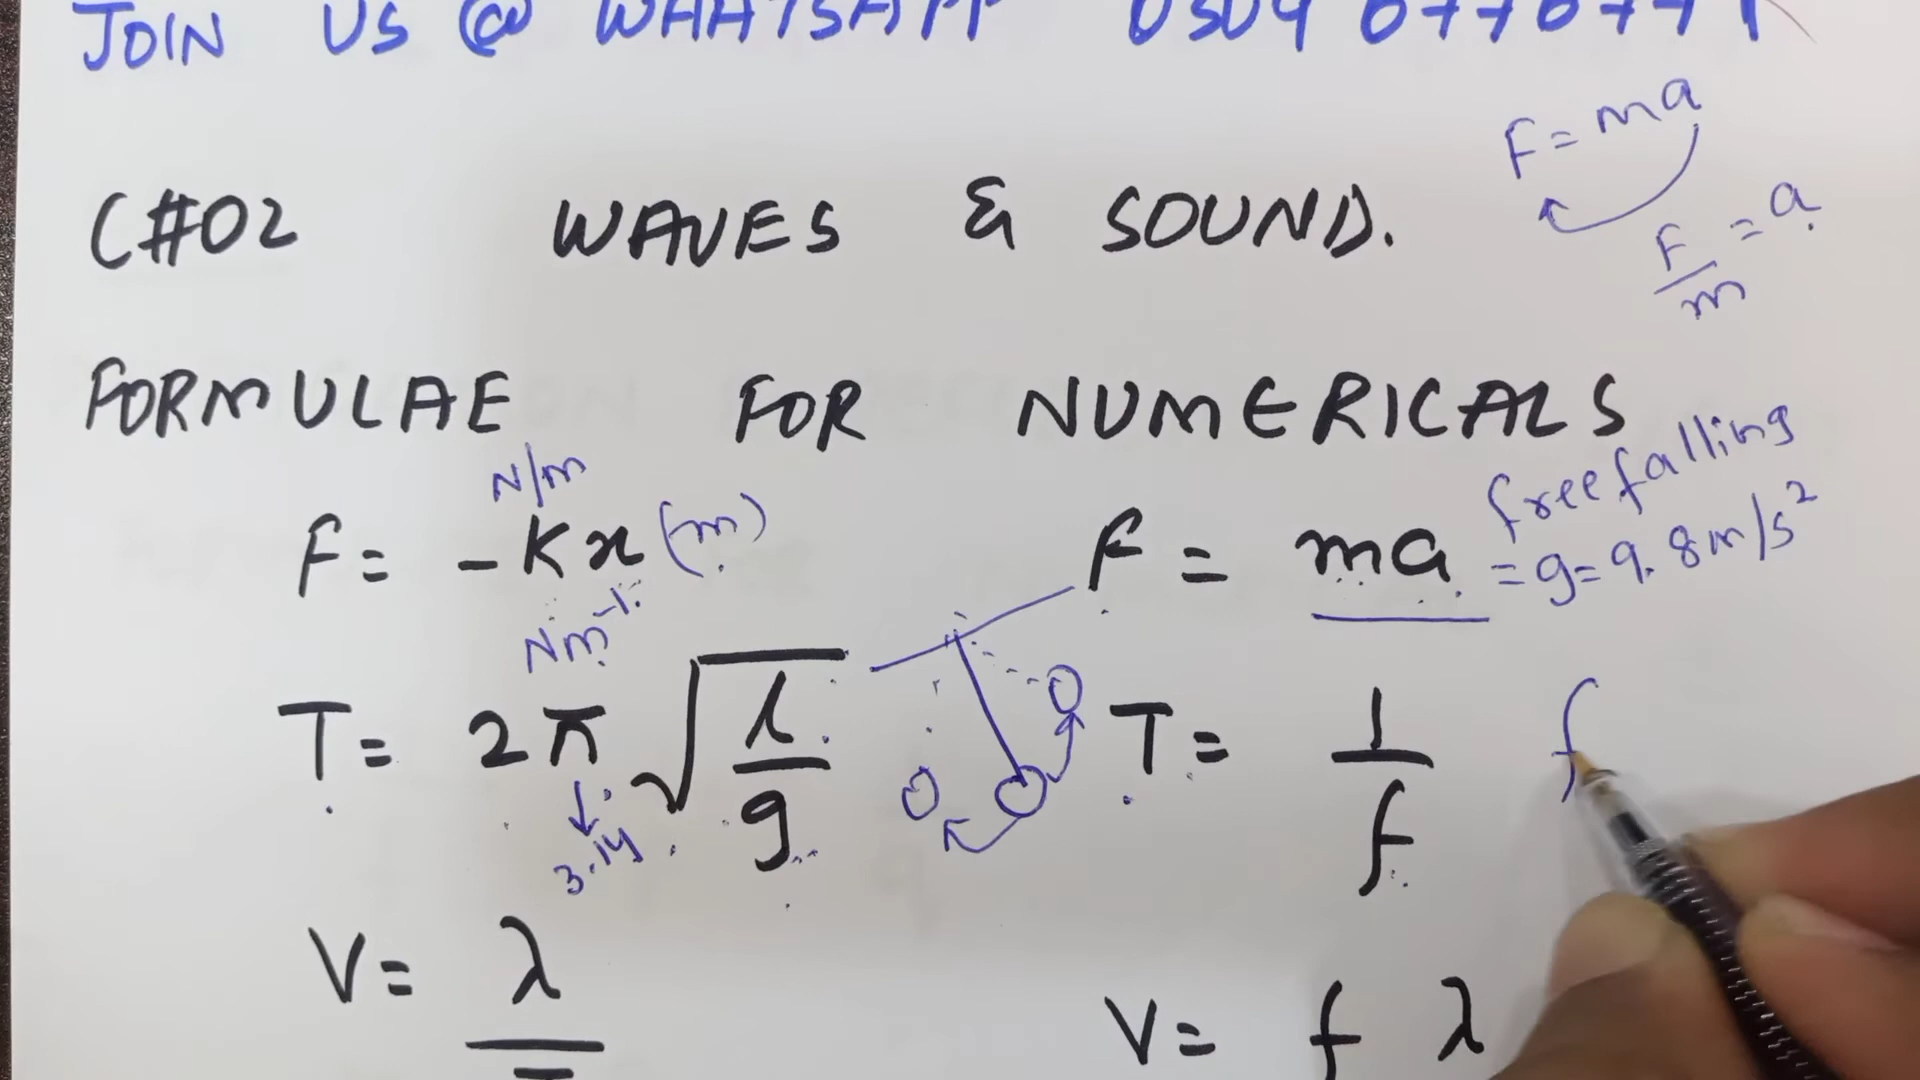 JOIN US @ WHATSAPP
F = ma
C#02 WAVES & SOUND.
F/m = a
FORMULAE FOR NUMERICALS
N/m
F = -Kx (m)
F = ma
free falling
= g = 9.8 m/s²
Nm⁻¹
T = 2π √(l/g)
T = 1/f
f
3.14
V = λ
V = f λ